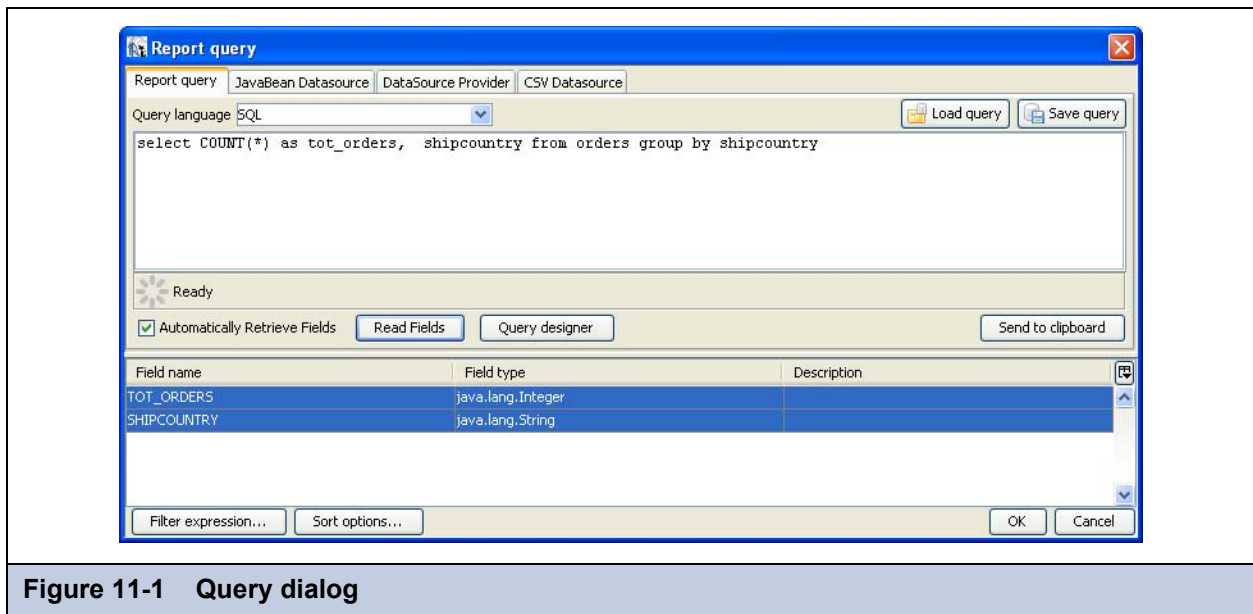 Report query
Report query JavaBean Datasource DataSource Provider CSV Datasource
Query language SQL Load query Save query
select COUNT(*) as tot_orders, shipcountry from orders group by shipcountry
Ready
Automatically Retrieve Fields Read Fields Query designer Send to clipboard
Field name Field type Description
TOT_ORDERS java.lang.Integer
SHIPCOUNTRY java.lang.String
Filter expression... Sort options... OK Cancel
Figure 11-1 Query dialog